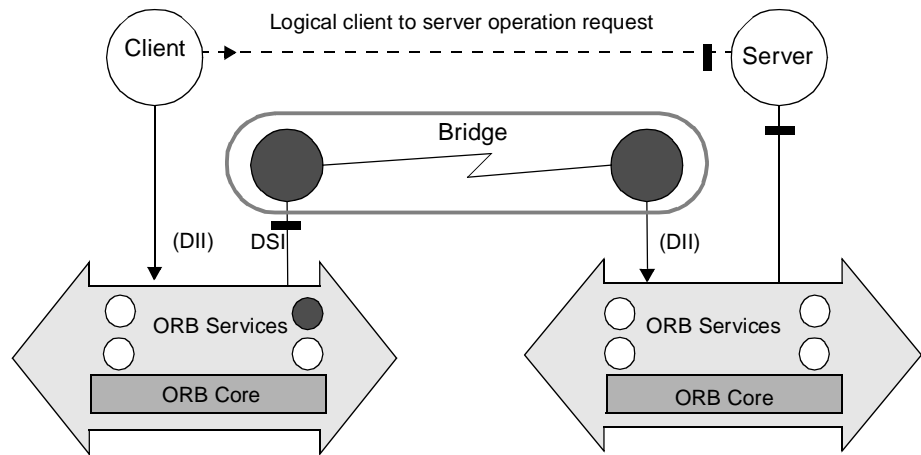 Logical client to server operation request
Client
Server
Bridge
(DII)
DSI
(DII)
ORB Services
ORB Services
ORB Core
ORB Core